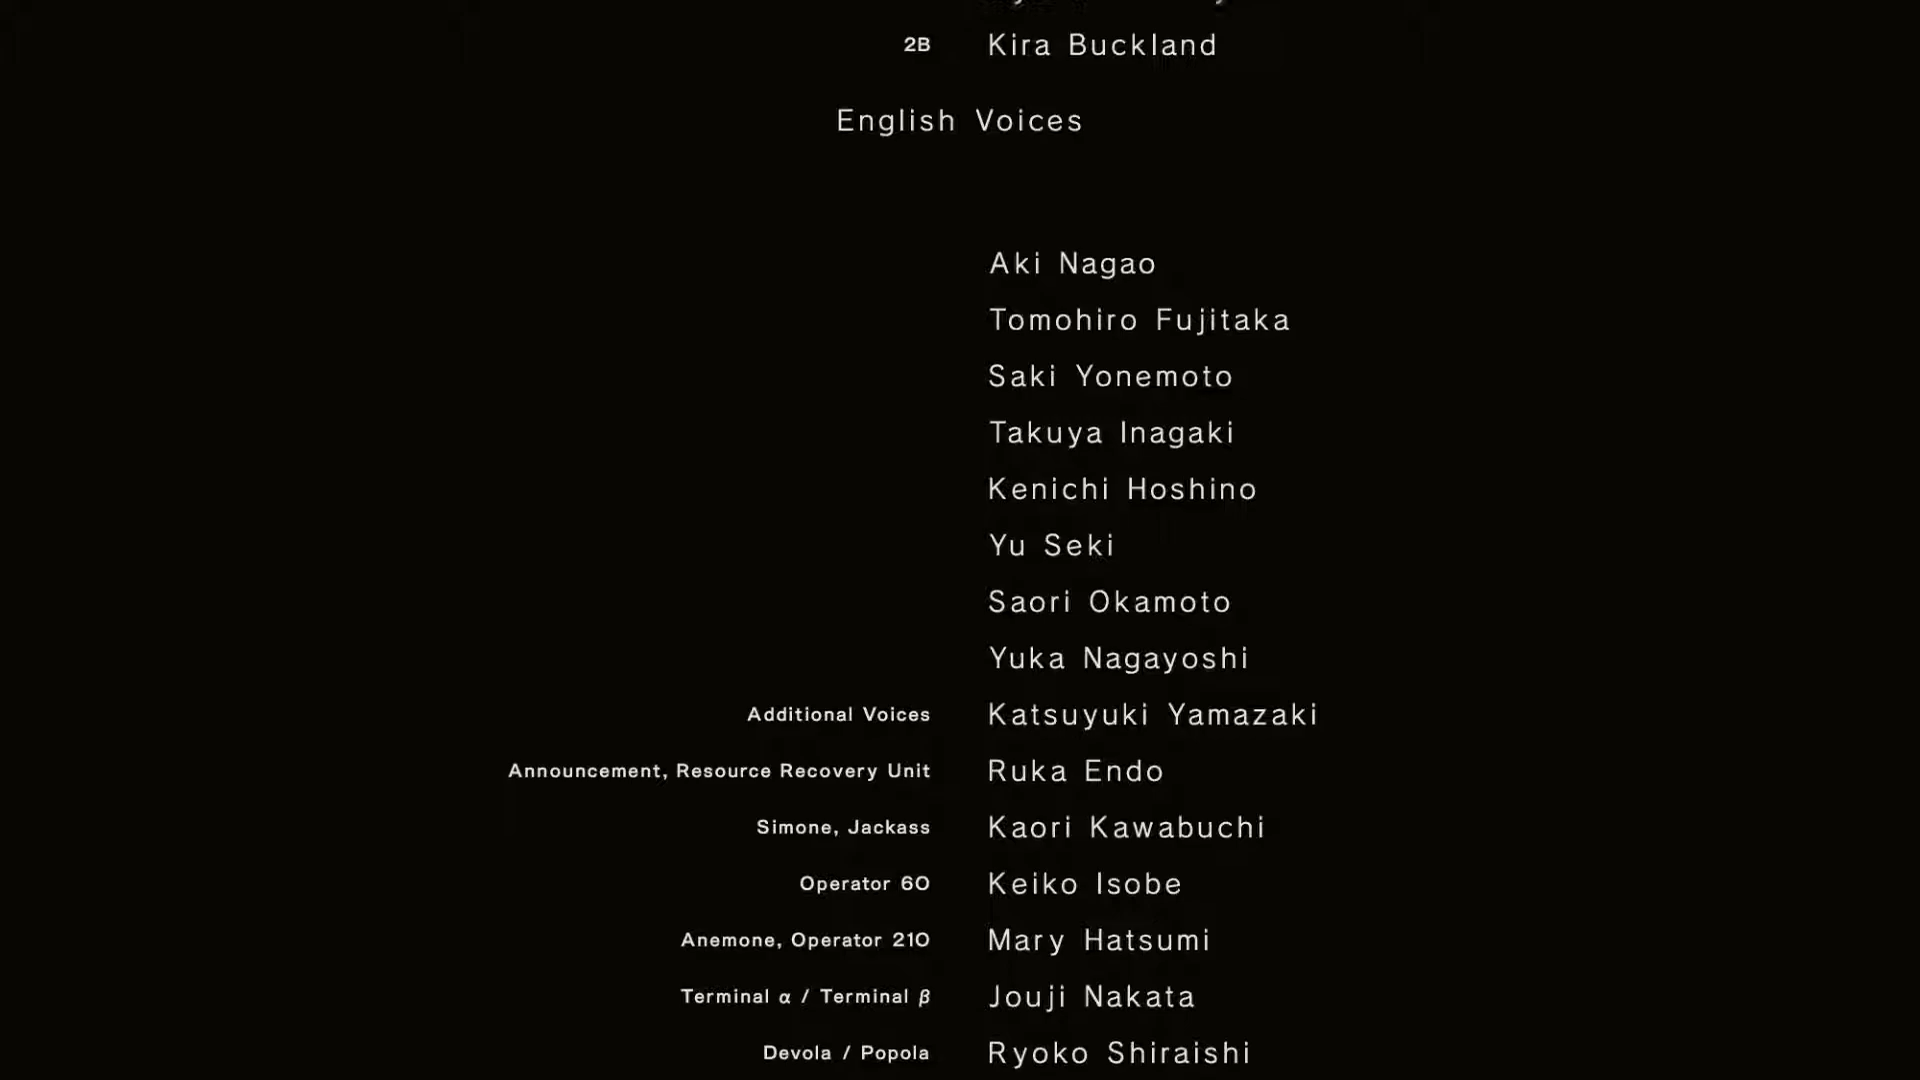 2B Kira Buckland
English Voices
Aki Nagao
Tomohiro Fujitaka
Saki Yonemoto
Takuya Inagaki
Kenichi Hoshino
Yu Seki
Saori Okamoto
Yuka Nagayoshi
Additional Voices Katsuyuki Yamazaki
Announcement, Resource Recovery Unit Ruka Endo
Simone, Jackass Kaori Kawabuchi
Operator 6O Keiko Isobe
Anemone, Operator 21O Mary Hatsumi
Terminal α / Terminal β Jouji Nakata
Devola / Popola Ryoko Shiraishi